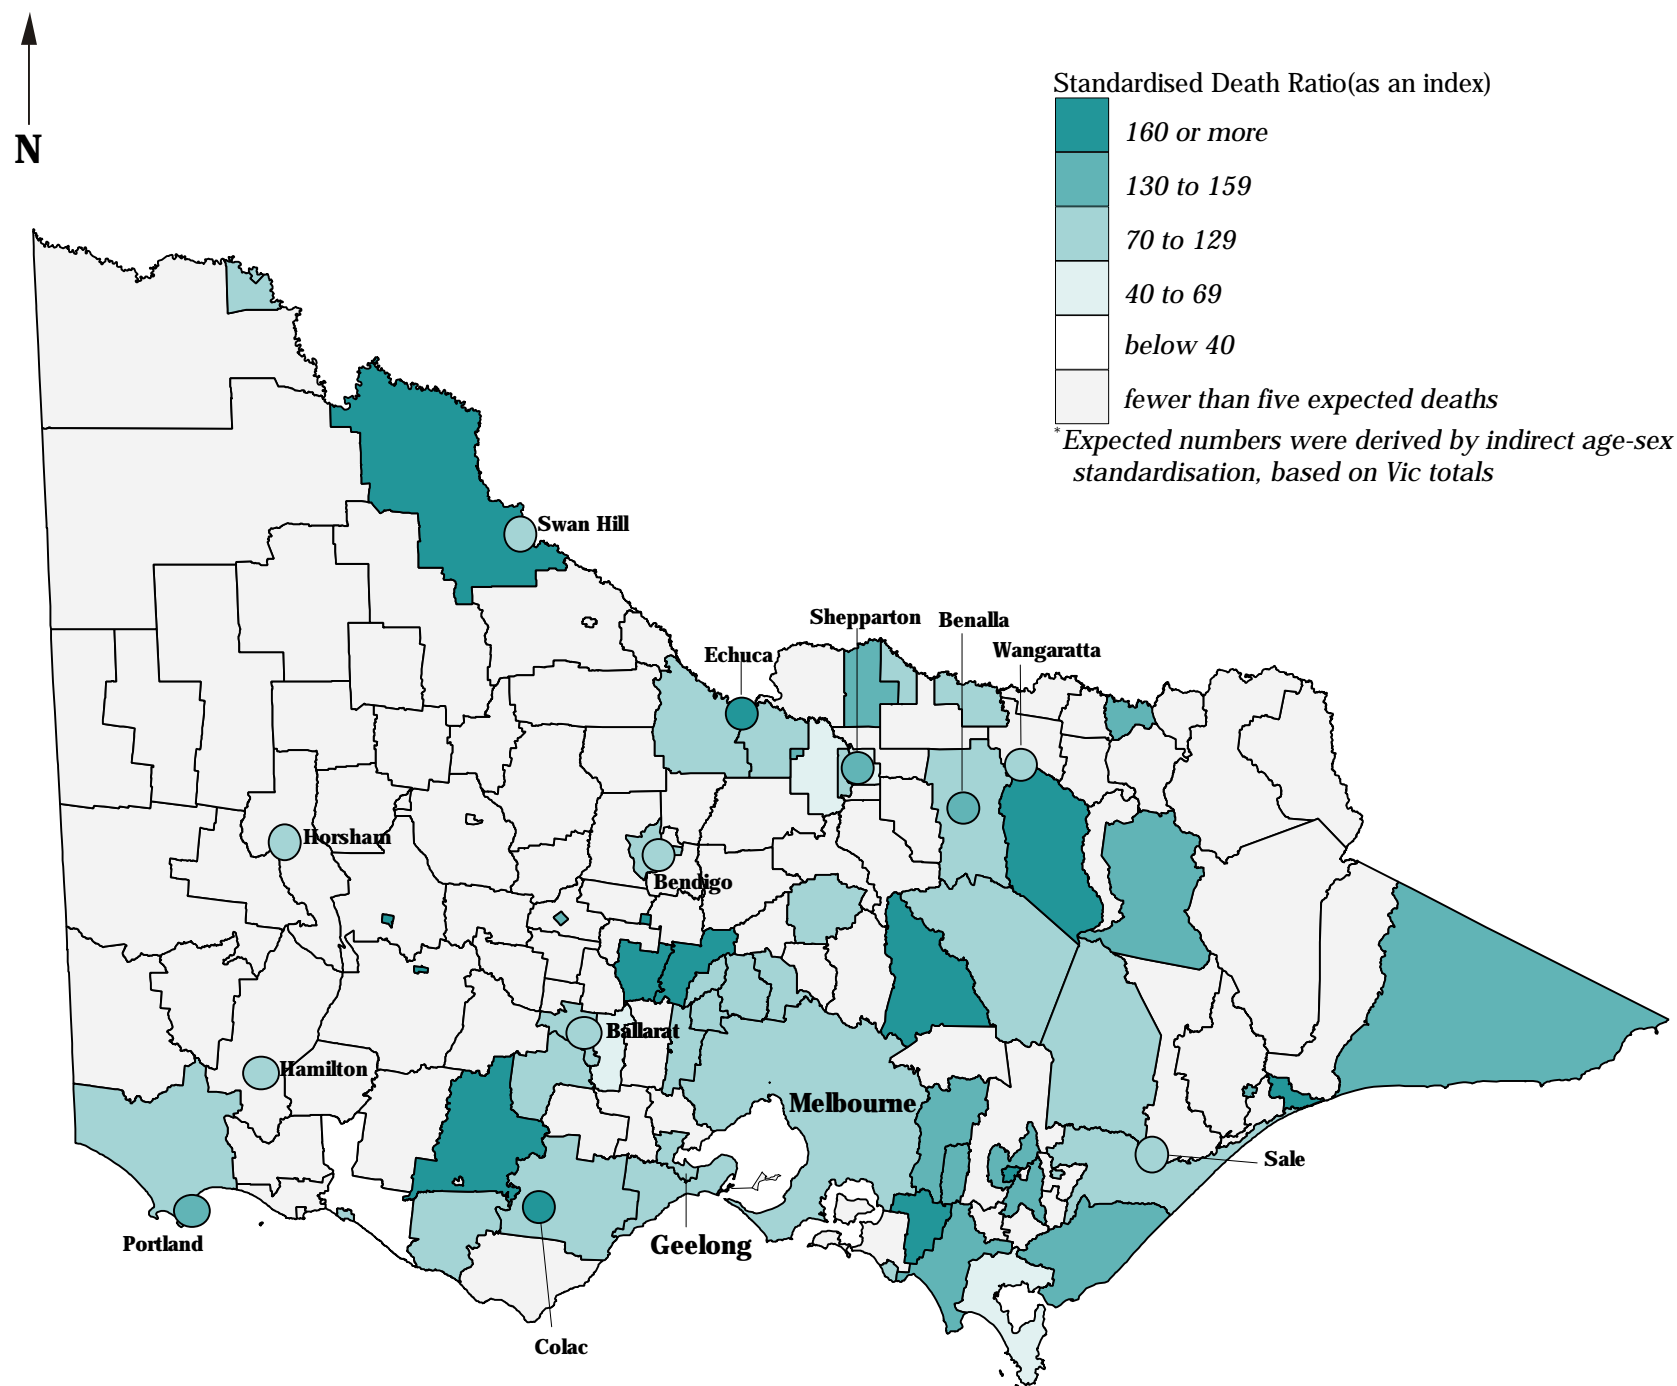 N
Standardised Death Ratio(as an index)
160 or more
130 to 159
70 to 129
40 to 69
below 40
fewer than five expected deaths
*Expected numbers were derived by indirect age-sex
standardisation, based on Vic totals
Swan Hill
Shepparton
Benalla
Wangaratta
Echuca
Horsham
Bendigo
Ballarat
Hamilton
Melbourne
Sale
Portland
Geelong
Colac